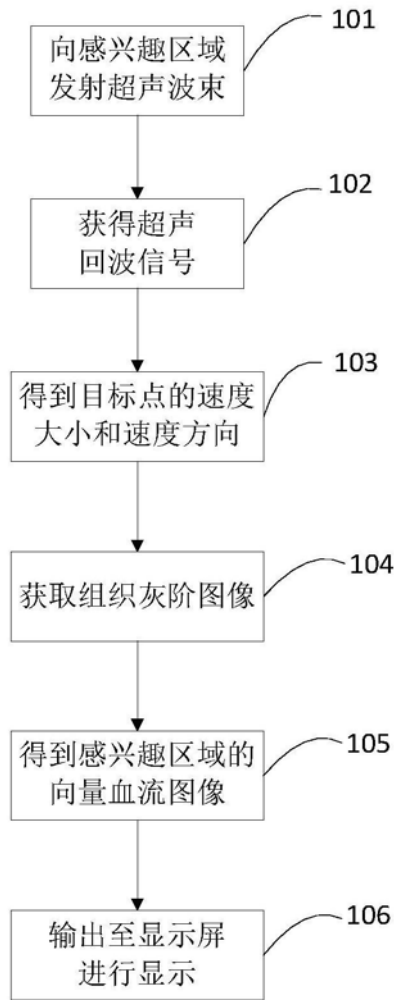 101
向感兴趣区域
发射超声波束
102
获得超声
回波信号
103
得到目标点的速度
大小和速度方向
104
获取组织灰阶图像
105
得到感兴趣区域的
向量血流图像
106
输出至显示屏
进行显示